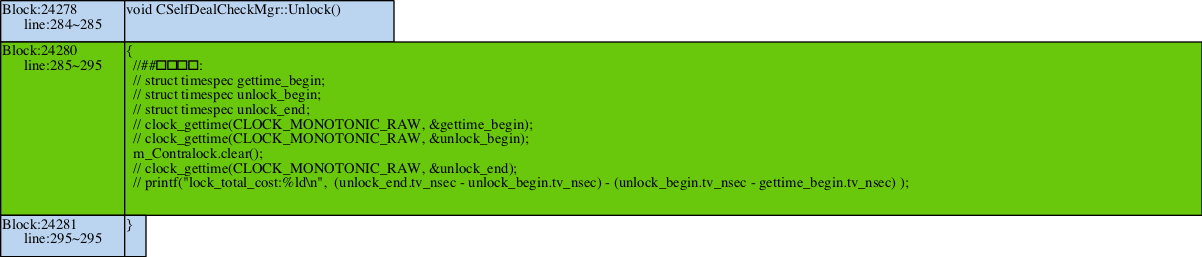 Block:24278
line:284~285
void CSelfDealCheckMgr::Unlock()
Block:24280
line:285~295
{
//##□□□□:
// struct timespec gettime_begin;
// struct timespec unlock_begin;
// struct timespec unlock_end;
// clock_gettime(CLOCK_MONOTONIC_RAW, &gettime_begin);
// clock_gettime(CLOCK_MONOTONIC_RAW, &unlock_begin);
m_Contralock.clear();
// clock_gettime(CLOCK_MONOTONIC_RAW, &unlock_end);
// printf("lock_total_cost:%ld\n",  (unlock_end.tv_nsec - unlock_begin.tv_nsec) - (unlock_begin.tv_nsec - gettime_begin.tv_nsec) );
Block:24281
line:295~295
}